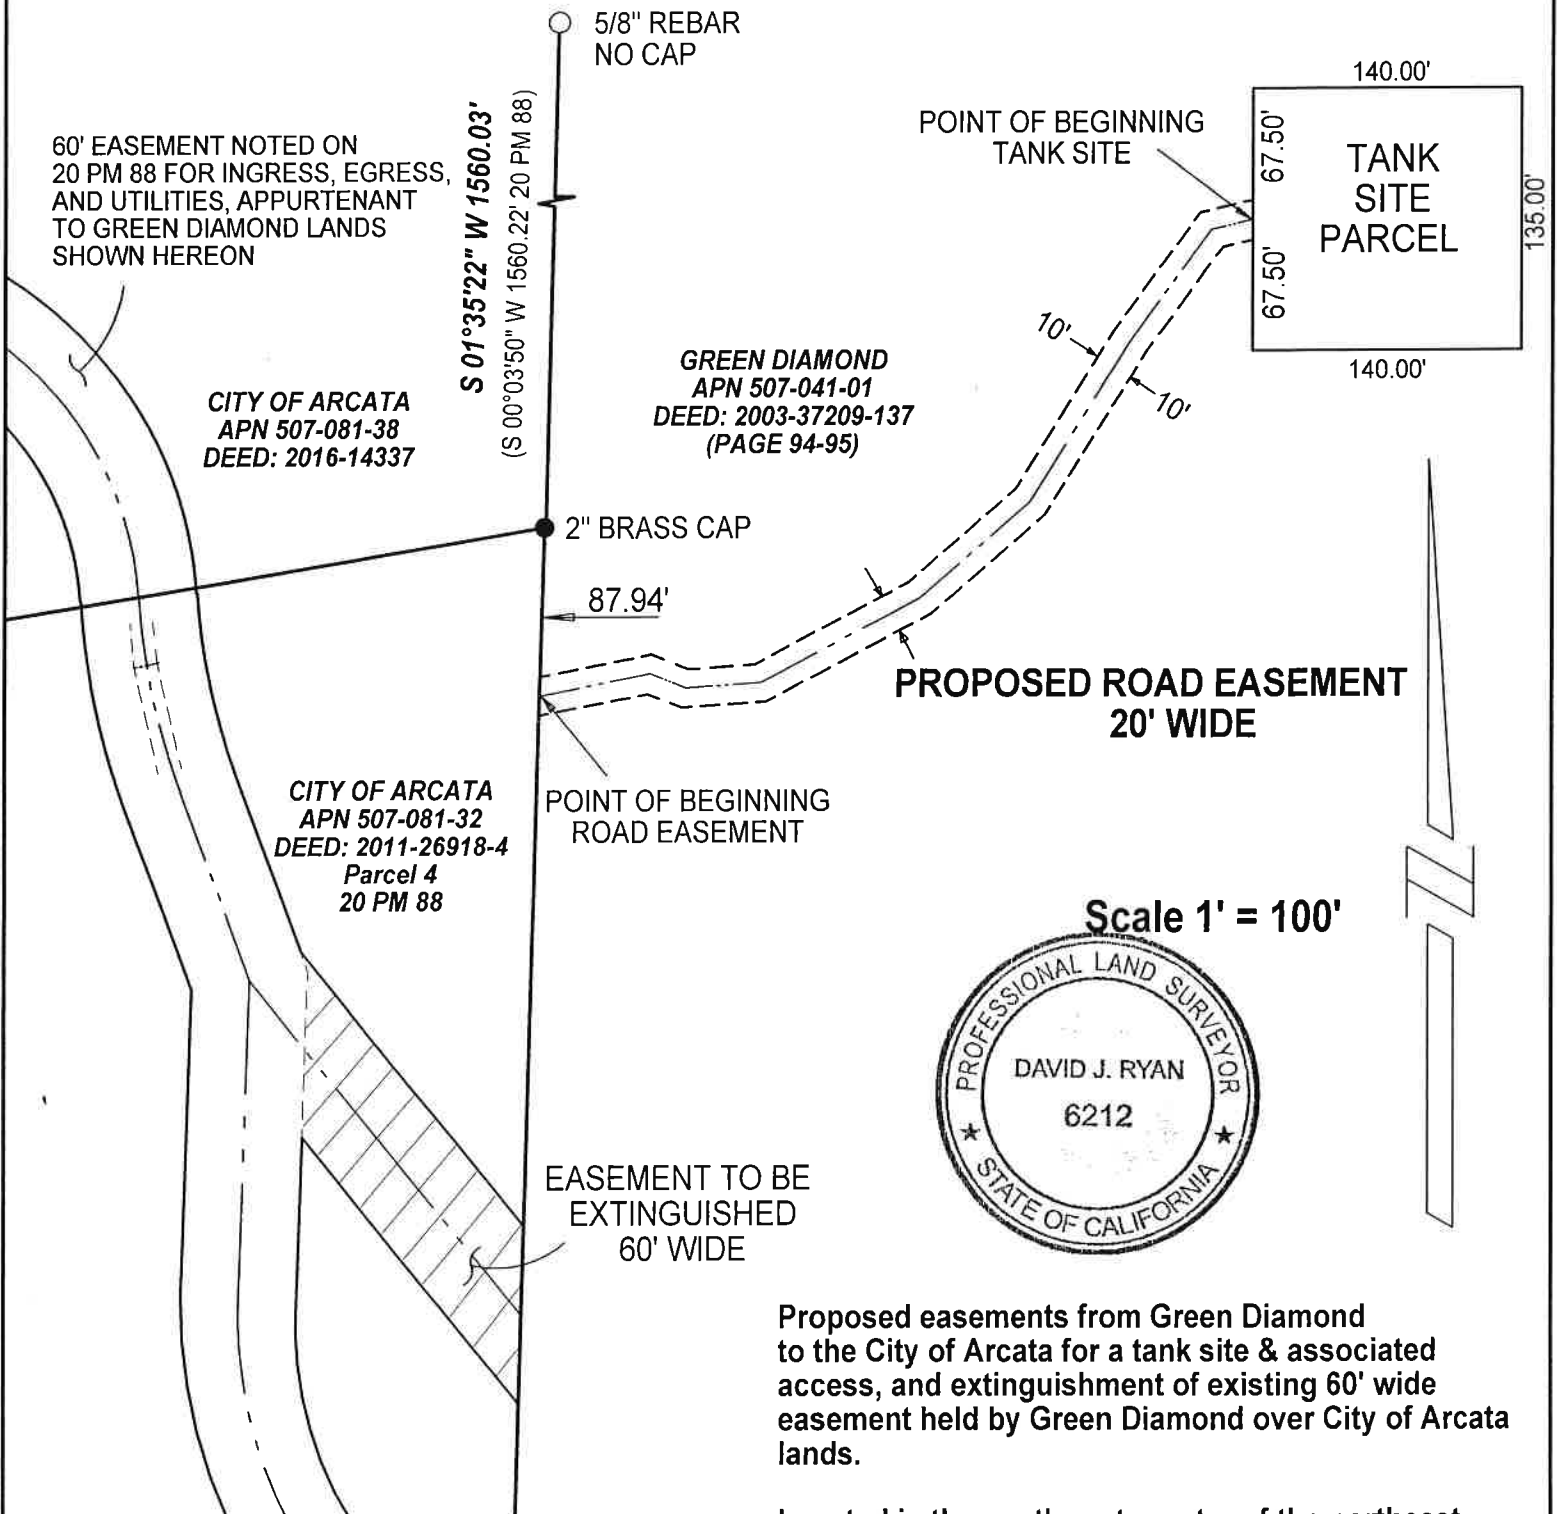 5/8" REBAR
NO CAP
60' EASEMENT NOTED ON
20 PM 88 FOR INGRESS, EGRESS,
AND UTILITIES, APPURTENANT
TO GREEN DIAMOND LANDS
SHOWN HEREON
S 01°35'22" W 1560.03'
(S 00°03'50" W 1560.22' 20 PM 88)
POINT OF BEGINNING
TANK SITE
140.00'
67.50'
67.50'
TANK
SITE
PARCEL
135.00'
140.00'
10'
10'
CITY OF ARCATA
APN 507-081-38
DEED: 2016-14337
GREEN DIAMOND
APN 507-041-01
DEED: 2003-37209-137
(PAGE 94-95)
2" BRASS CAP
87.94'
PROPOSED ROAD EASEMENT
20' WIDE
POINT OF BEGINNING
ROAD EASEMENT
CITY OF ARCATA
APN 507-081-32
DEED: 2011-26918-4
Parcel 4
20 PM 88
Scale 1' = 100'
N
PROFESSIONAL LAND SURVEYOR
DAVID J. RYAN
6212
STATE OF CALIFORNIA
EASEMENT TO BE
EXTINGUISHED
60' WIDE
Proposed easements from Green Diamond
to the City of Arcata for a tank site & associated
access, and extinguishment of existing 60' wide
easement held by Green Diamond over City of Arcata
lands.